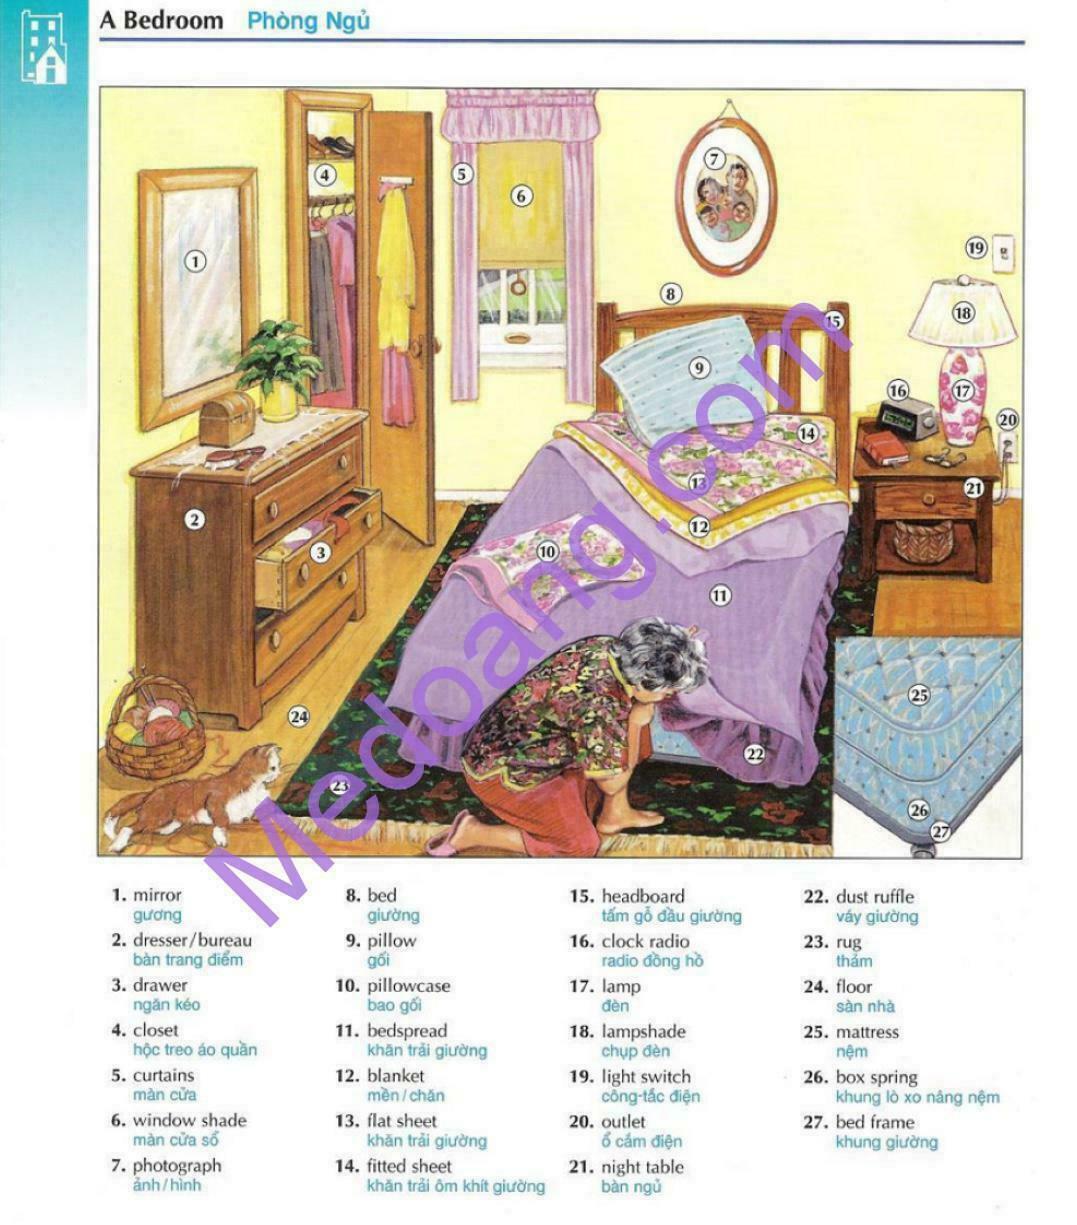 A Bedroom Phòng Ngủ
1
2
3
4
5
6
7
8
9
10
11
12
13
14
15
16
17
18
19
20
21
22
23
24
25
26
27
Medoang.com
1. mirror
gương
2. dresser/bureau
bàn trang điểm
3. drawer
ngăn kéo
4. closet
hộc treo áo quần
5. curtains
màn cửa
6. window shade
màn cửa sổ
7. photograph
ảnh/hình
8. bed
giường
9. pillow
gối
10. pillowcase
bao gối
11. bedspread
khăn trải giường
12. blanket
mền/chăn
13. flat sheet
khăn trải giường
14. fitted sheet
khăn trải ôm khít giường
15. headboard
tấm gỗ đầu giường
16. clock radio
radio đồng hồ
17. lamp
đèn
18. lampshade
chụp đèn
19. light switch
công-tắc điện
20. outlet
ổ cắm điện
21. night table
bàn ngủ
22. dust ruffle
váy giường
23. rug
thảm
24. floor
sàn nhà
25. mattress
nệm
26. box spring
khung lò xo nâng nệm
27. bed frame
khung giường